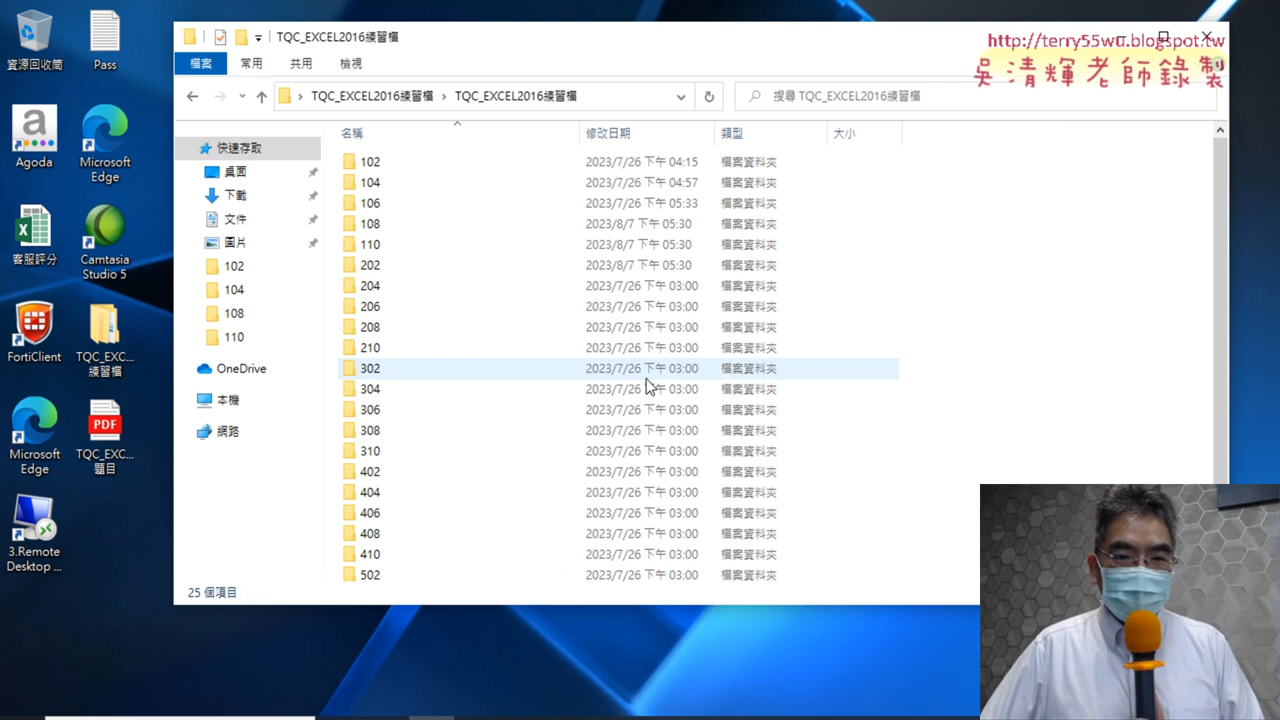 資源回收筒
Pass
Agoda
Microsoft
Edge
客服評分
Camtasia
Studio 5
FortiClient
TQC_EXC...
練習檔
Microsoft
Edge
PDF
TQC_EXC...
題目
3.Remote
Desktop ...
TQC_EXCEL2016練習檔
http://terry55wu.blogspot.tw
吳清輝老師錄製
檔案 常用 共用 檢視
TQC_EXCEL2016練習檔 › TQC_EXCEL2016練習檔
搜尋 TQC_EXCEL2016練習檔
快速存取
桌面
下載
文件
圖片
102
104
108
110
OneDrive
本機
網路
名稱 修改日期 類型 大小
102 2023/7/26 下午 04:15 檔案資料夾
104 2023/7/26 下午 04:57 檔案資料夾
106 2023/7/26 下午 05:33 檔案資料夾
108 2023/8/7 下午 05:30 檔案資料夾
110 2023/8/7 下午 05:30 檔案資料夾
202 2023/8/7 下午 05:30 檔案資料夾
204 2023/7/26 下午 03:00 檔案資料夾
206 2023/7/26 下午 03:00 檔案資料夾
208 2023/7/26 下午 03:00 檔案資料夾
210 2023/7/26 下午 03:00 檔案資料夾
302 2023/7/26 下午 03:00 檔案資料夾
304 2023/7/26 下午 03:00 檔案資料夾
306 2023/7/26 下午 03:00 檔案資料夾
308 2023/7/26 下午 03:00 檔案資料夾
310 2023/7/26 下午 03:00 檔案資料夾
402 2023/7/26 下午 03:00 檔案資料夾
404 2023/7/26 下午 03:00 檔案資料夾
406 2023/7/26 下午 03:00 檔案資料夾
408 2023/7/26 下午 03:00 檔案資料夾
410 2023/7/26 下午 03:00 檔案資料夾
502 2023/7/26 下午 03:00 檔案資料夾
25 個項目